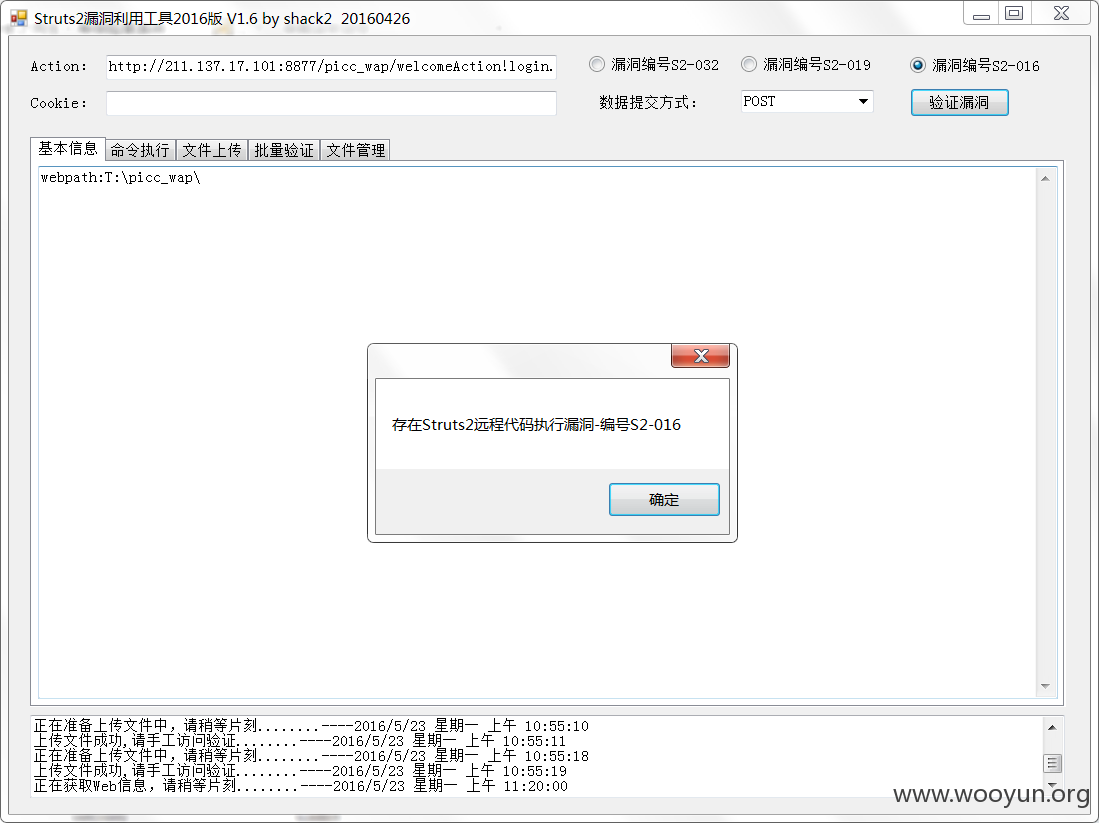 Struts2漏洞利用工具2016版 V1.6 by shack2 20160426
Action: http://211.137.17.101:8877/picc_wap/welcomeAction!login. 漏洞编号S2-032 漏洞编号S2-019 漏洞编号S2-016
Cookie: 数据提交方式: POST 验证漏洞
基本信息 命令执行 文件上传 批量验证 文件管理
webpath:T:\picc_wap\
存在Struts2远程代码执行漏洞-编号S2-016
确定
正在准备上传文件中，请稍等片刻........----2016/5/23 星期一 上午 10:55:10
上传文件成功,请手工访问验证........----2016/5/23 星期一 上午 10:55:11
正在准备上传文件中，请稍等片刻........----2016/5/23 星期一 上午 10:55:18
上传文件成功,请手工访问验证........----2016/5/23 星期一 上午 10:55:19
正在获取Web信息，请稍等片刻........----2016/5/23 星期一 上午 11:20:00
www.wooyun.org